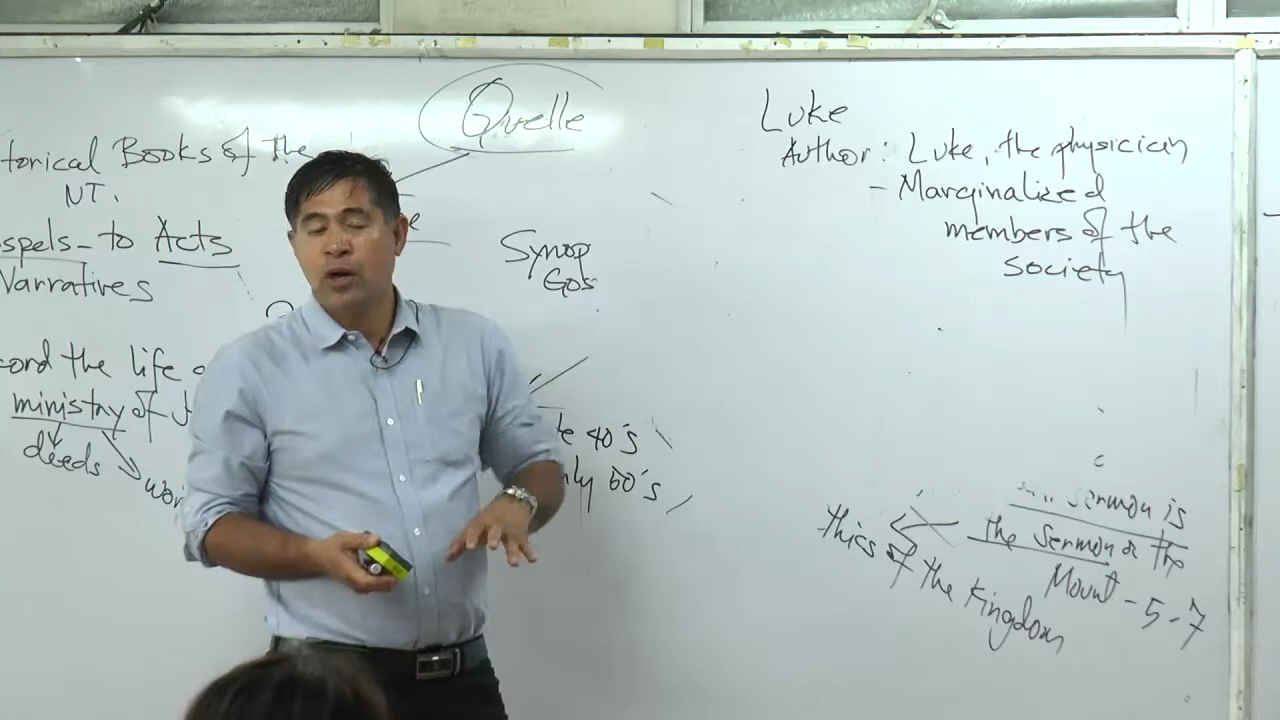 Quelle
torical Books of the
NT.
ospels - to Acts
Narratives
cord the life
ministry of J
deeds
wor
Synop
Gos
40's
60's
Luke
Author: Luke, the physician
- Marginalized
members of the
society
Sermon is
the Sermon on the
Mount - 5-7
thics of the Kingdom